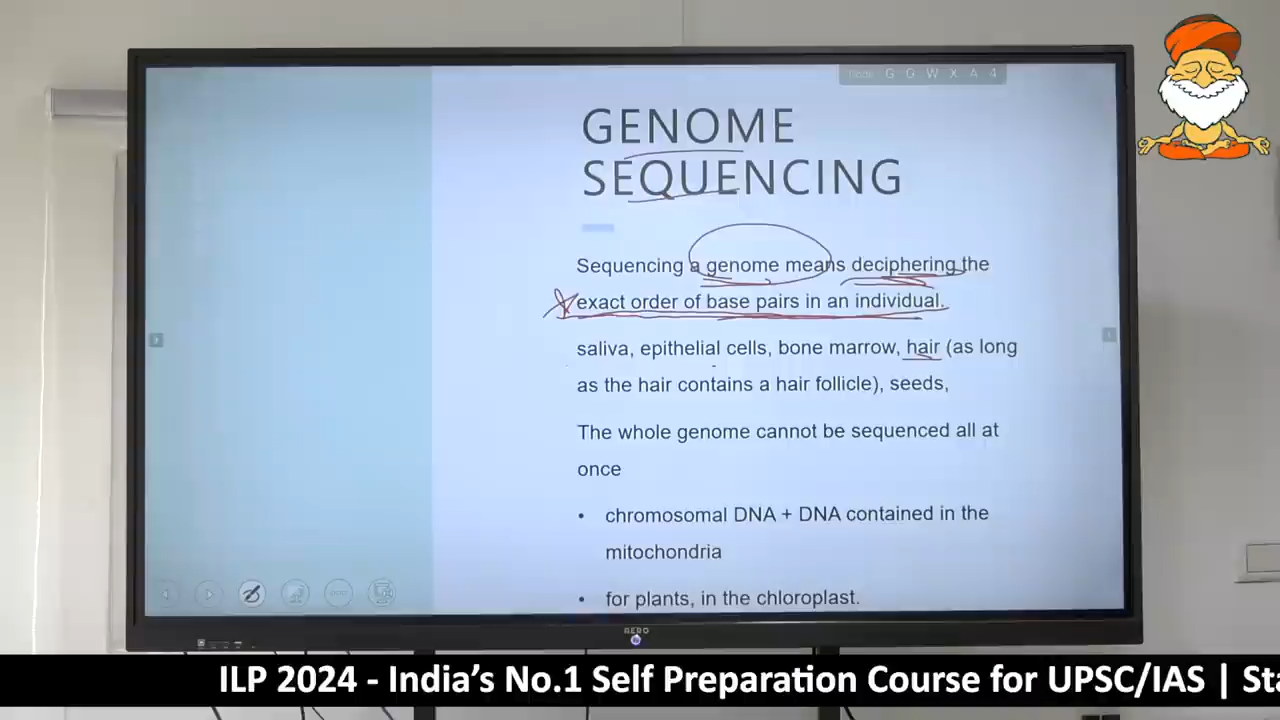 Code G G W X A 4
GENOME
SEQUENCING
Sequencing a genome means deciphering the
exact order of base pairs in an individual.
saliva, epithelial cells, bone marrow, hair (as long
as the hair contains a hair follicle), seeds,
The whole genome cannot be sequenced all at
once
• chromosomal DNA + DNA contained in the
mitochondria
• for plants, in the chloroplast.
ILP 2024 - India’s No.1 Self Preparation Course for UPSC/IAS | Sta